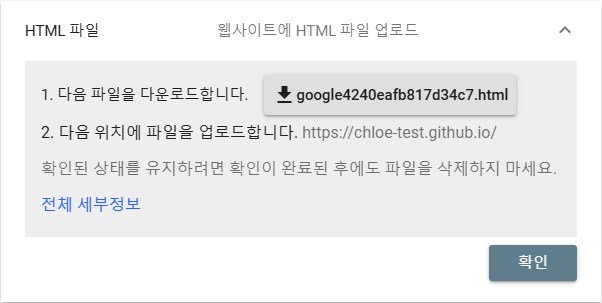 HTML 파일 웹사이트에 HTML 파일 업로드
1. 다음 파일을 다운로드합니다. google4240eafb817d34c7.html
2. 다음 위치에 파일을 업로드합니다. https://chloe-test.github.io/
확인된 상태를 유지하려면 확인이 완료된 후에도 파일을 삭제하지 마세요.
전체 세부정보
확인